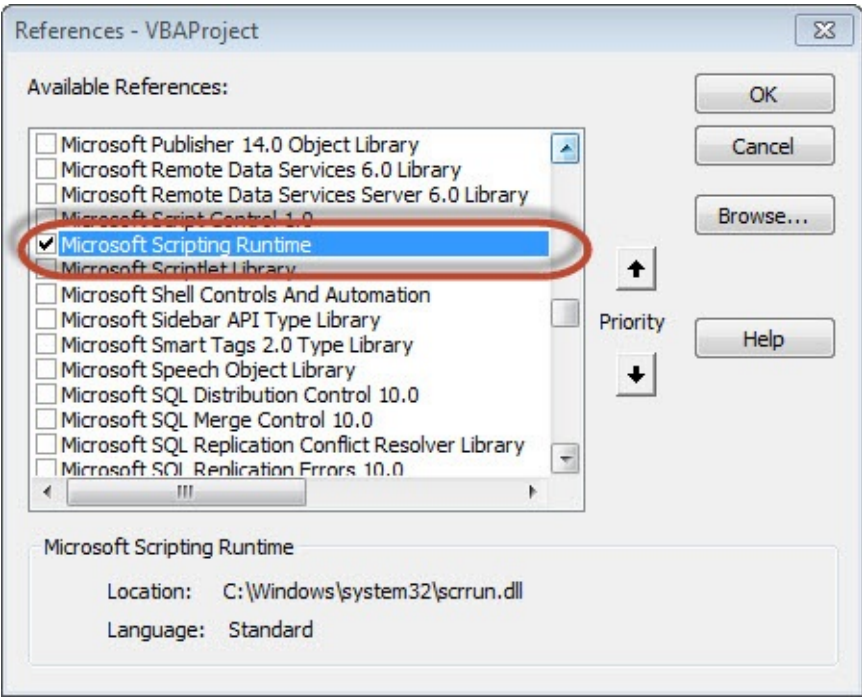 References - VBAProject
Available References:
OK
Microsoft Publisher 14.0 Object Library
Microsoft Remote Data Services 6.0 Library
Cancel
Microsoft Remote Data Services Server 6.0 Library
Microsoft Script Control 1.0
Browse...
Microsoft Scripting Runtime
Microsoft Scriptlet Library
Microsoft Shell Controls And Automation
Microsoft Sidebar API Type Library
Priority
Microsoft Smart Tags 2.0 Type Library
Help
Microsoft Speech Object Library
Microsoft SQL Distribution Control 10.0
Microsoft SQL Merge Control 10.0
Microsoft SQL Replication Conflict Resolver Library
Microsoft SQL Replication Errors 10.0
Microsoft Scripting Runtime
Location: C:\Windows\system32\scrrun.dll
Language: Standard